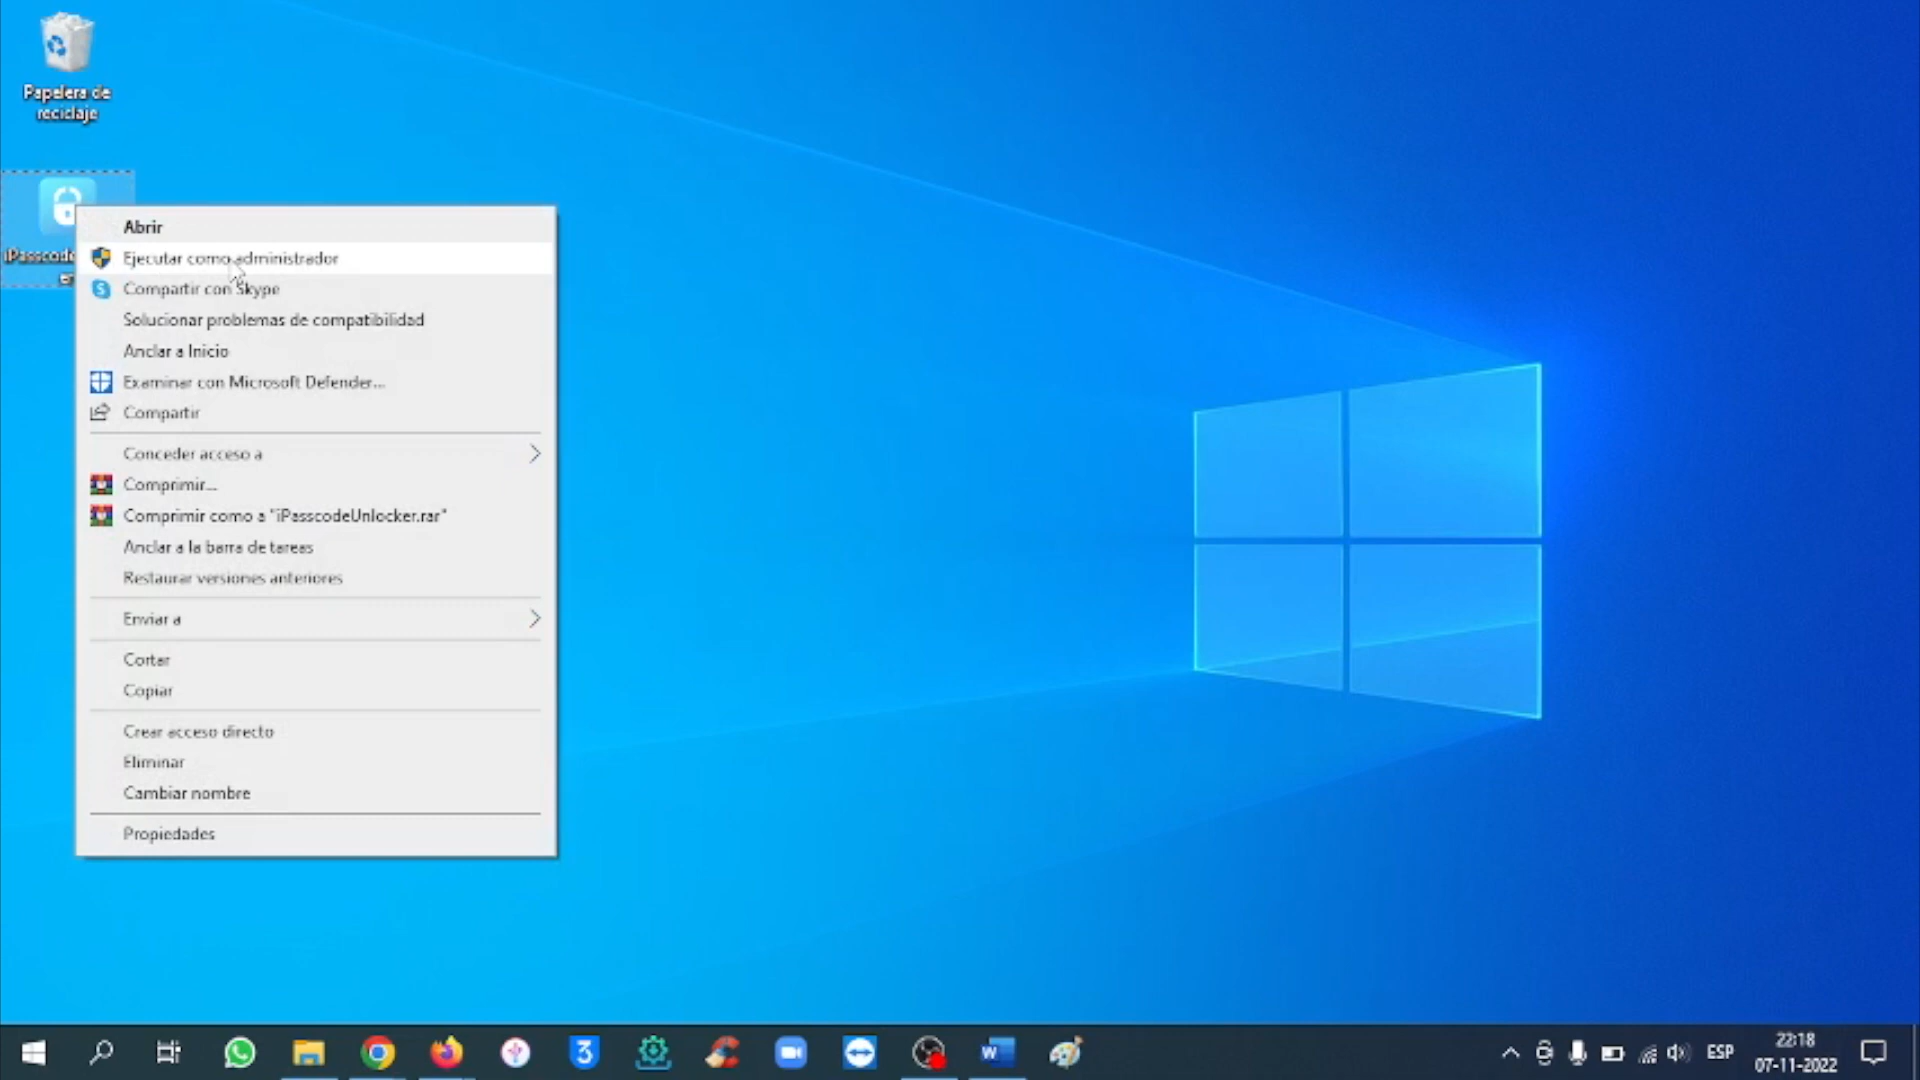 Papelera de
reciclaje
iPasscode
Abrir
Ejecutar como administrador
Compartir con Skype
Solucionar problemas de compatibilidad
Anclar a Inicio
Examinar con Microsoft Defender...
Compartir
Conceder acceso a
Comprimir...
Comprimir como a "iPasscodeUnlocker.rar"
Anclar a la barra de tareas
Restaurar versiones anteriores
Enviar a
Cortar
Copiar
Crear acceso directo
Eliminar
Cambiar nombre
Propiedades
ESP
22:18
07-11-2022